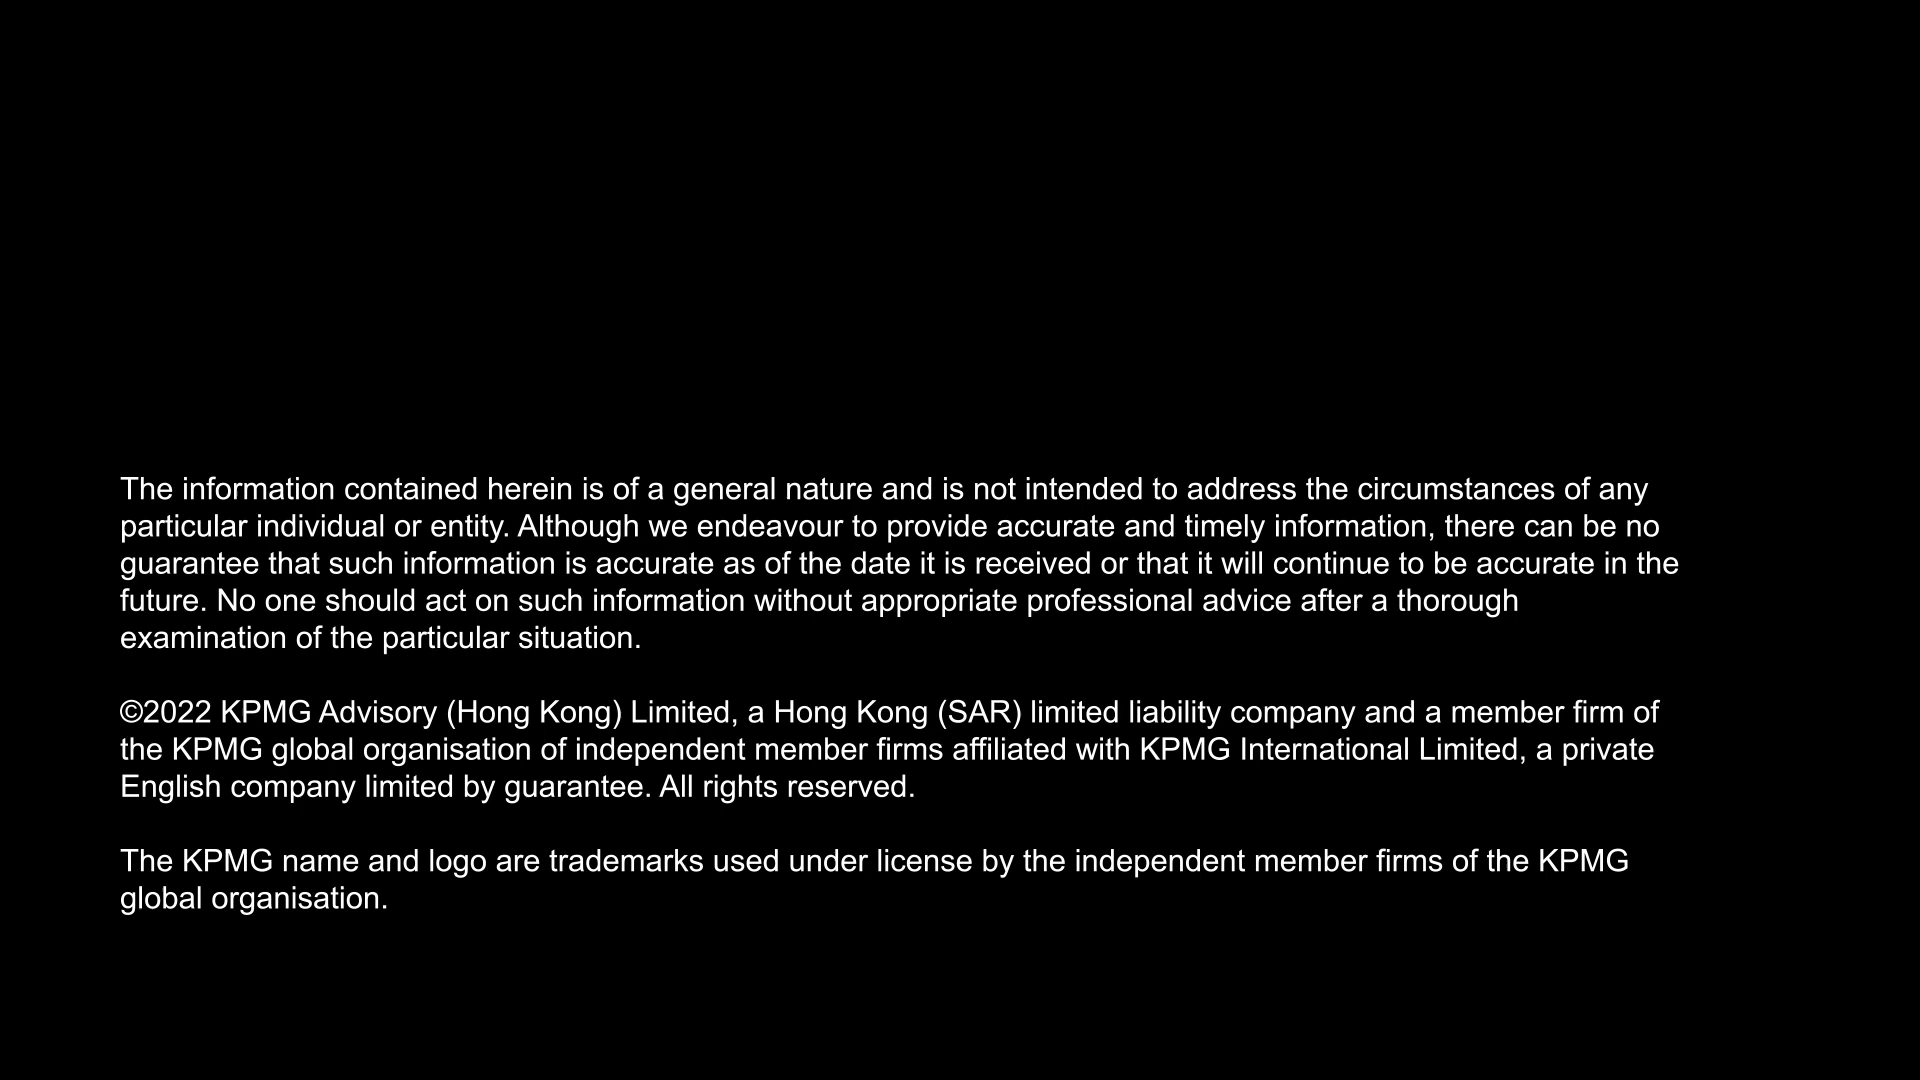 The information contained herein is of a general nature and is not intended to address the circumstances of any
particular individual or entity. Although we endeavour to provide accurate and timely information, there can be no
guarantee that such information is accurate as of the date it is received or that it will continue to be accurate in the
future. No one should act on such information without appropriate professional advice after a thorough
examination of the particular situation.
©2022 KPMG Advisory (Hong Kong) Limited, a Hong Kong (SAR) limited liability company and a member firm of
the KPMG global organisation of independent member firms affiliated with KPMG International Limited, a private
English company limited by guarantee. All rights reserved.
The KPMG name and logo are trademarks used under license by the independent member firms of the KPMG
global organisation.